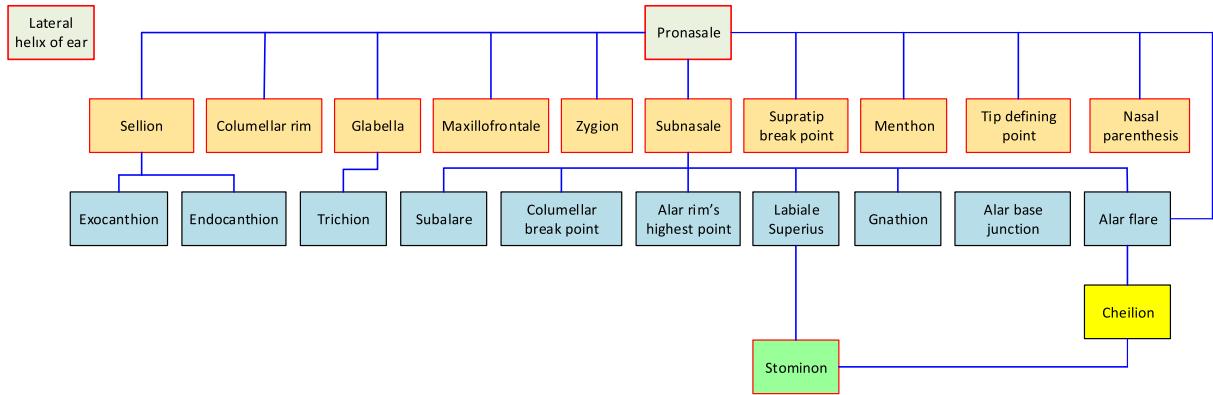 Lateral
helix of ear
Pronasale
Sellion
Columellar rim
Glabella
Maxillofrontale
Zygion
Subnasale
Supratip
break point
Menthon
Tip defining
point
Nasal
parenthesis
Exocanthion
Endocanthion
Trichion
Subalare
Columellar
break point
Alar rim’s
highest point
Labiale
Superius
Gnathion
Alar base
junction
Alar flare
Cheilion
Stominon